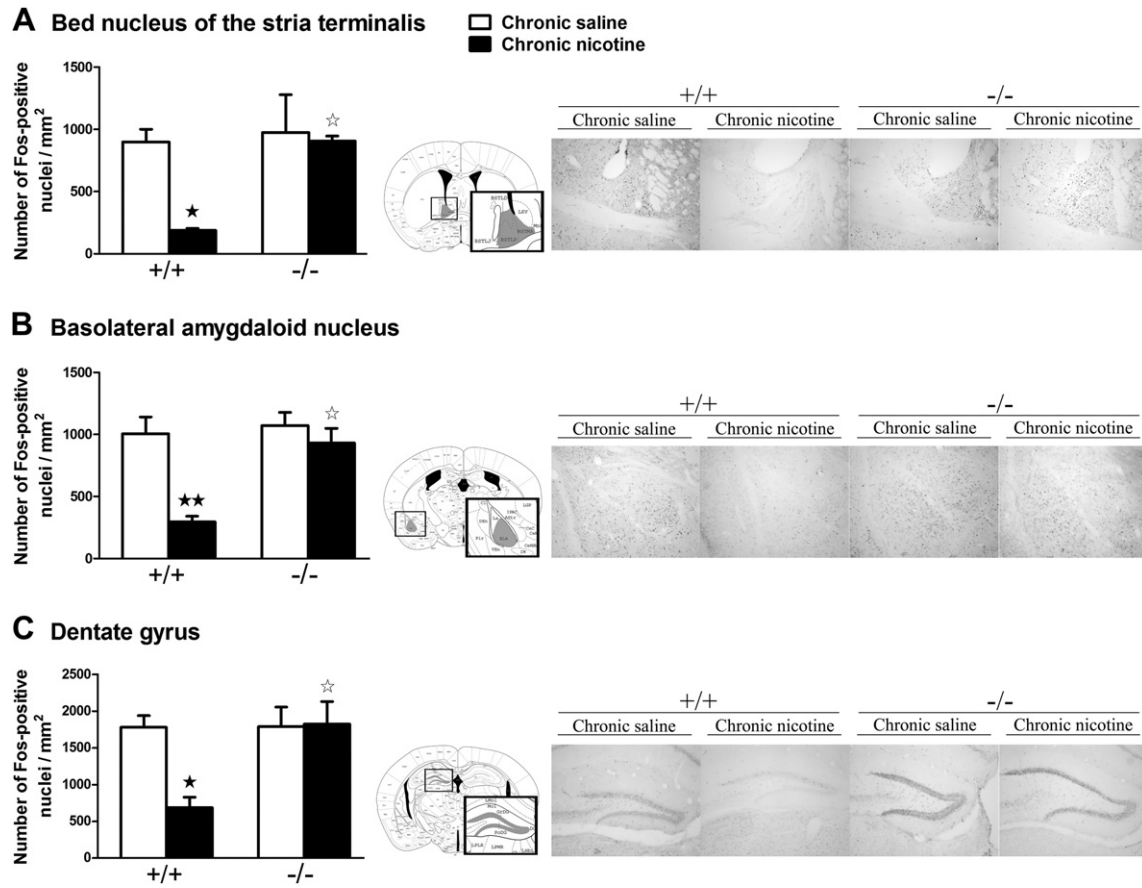 A Bed nucleus of the stria terminalis
Chronic saline
Chronic nicotine
Number of Fos-positive
nuclei / mm²
1500
1000
500
0
+/+
-/-
+/+
-/-
Chronic saline
Chronic nicotine
Chronic saline
Chronic nicotine
B Basolateral amygdaloid nucleus
Number of Fos-positive
nuclei / mm²
1500
1000
500
0
+/+
-/-
+/+
-/-
Chronic saline
Chronic nicotine
Chronic saline
Chronic nicotine
C Dentate gyrus
Number of Fos-positive
nuclei / mm²
2500
2000
1500
1000
500
0
+/+
-/-
+/+
-/-
Chronic saline
Chronic nicotine
Chronic saline
Chronic nicotine